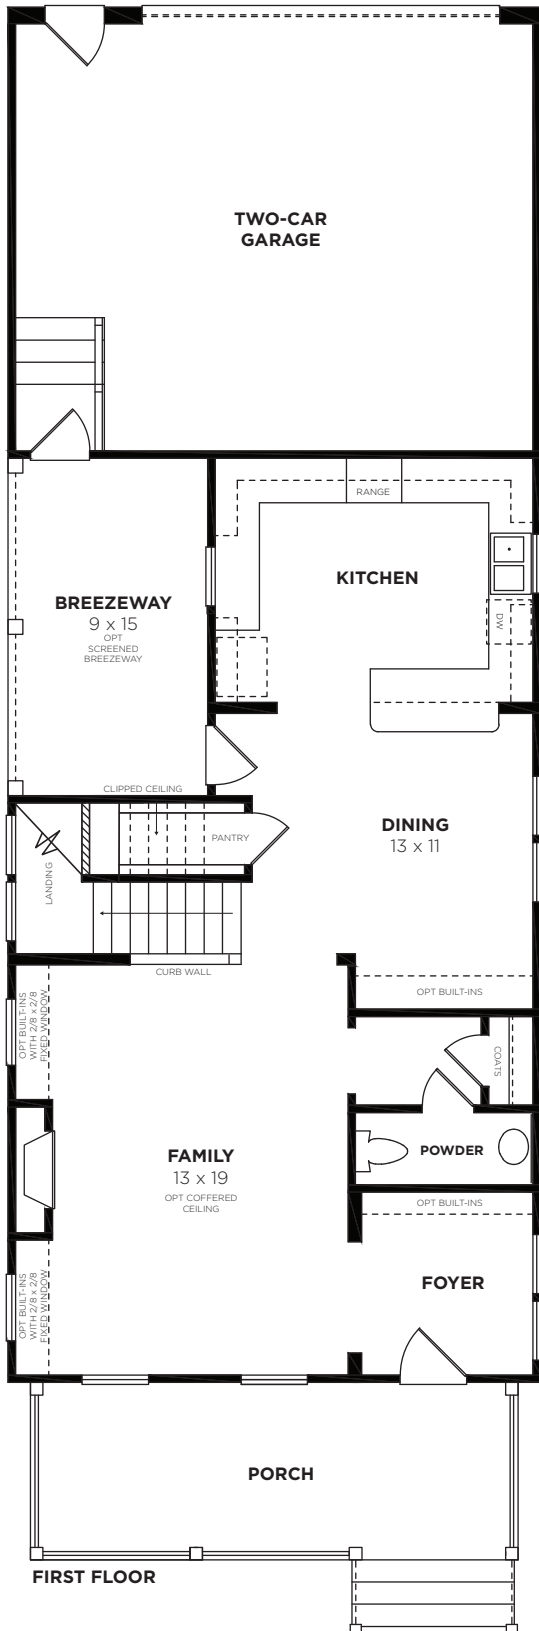 TWO-CAR
GARAGE
RANGE
KITCHEN
BREEZEWAY
9 x 15
OPT
SCREENED
BREEZEWAY
DW
CLIPPED CEILING
PANTRY
DINING
13 x 11
LANDING
CURB WALL
OPT BUILT-INS
OPT BUILT-INS
WITH 2/8 x 2/8
FIXED WINDOW
COATS
POWDER
FAMILY
13 x 19
OPT COFFERED
CEILING
OPT BUILT-INS
FOYER
OPT BUILT-INS
WITH 2/8 x 2/8
FIXED WINDOW
PORCH
FIRST FLOOR